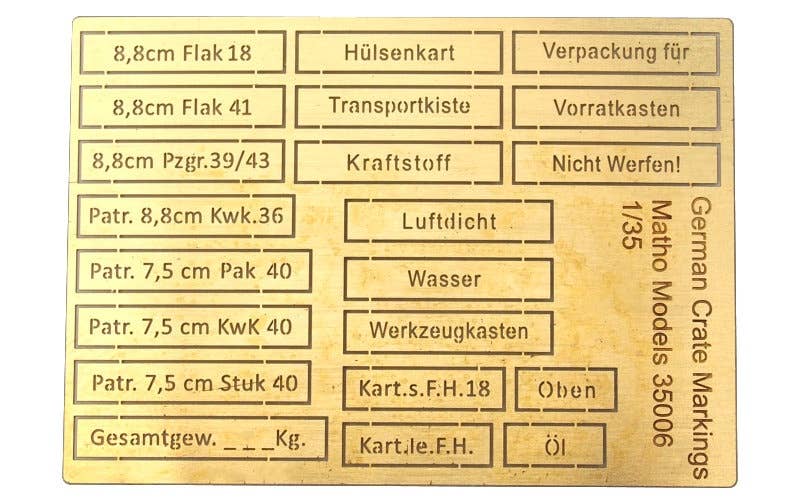 8,8cm Flak 18
Hülsenkart
Verpackung für
8,8cm Flak 41
Transportkiste
Vorratkasten
8,8cm Pzgr.39/43
Kraftstoff
Nicht Werfen!
Patr. 8,8cm Kwk.36
Luftdicht
Patr. 7,5 cm Pak 40
Wasser
Patr. 7,5 cm KwK 40
Werkzeugkasten
Patr. 7,5 cm Stuk 40
Kart.s.F.H.18
Oben
Gesamtgew. _ _ _Kg.
Kart.le.F.H.
Öl
German Crate Markings
Matho Models 35006
1/35